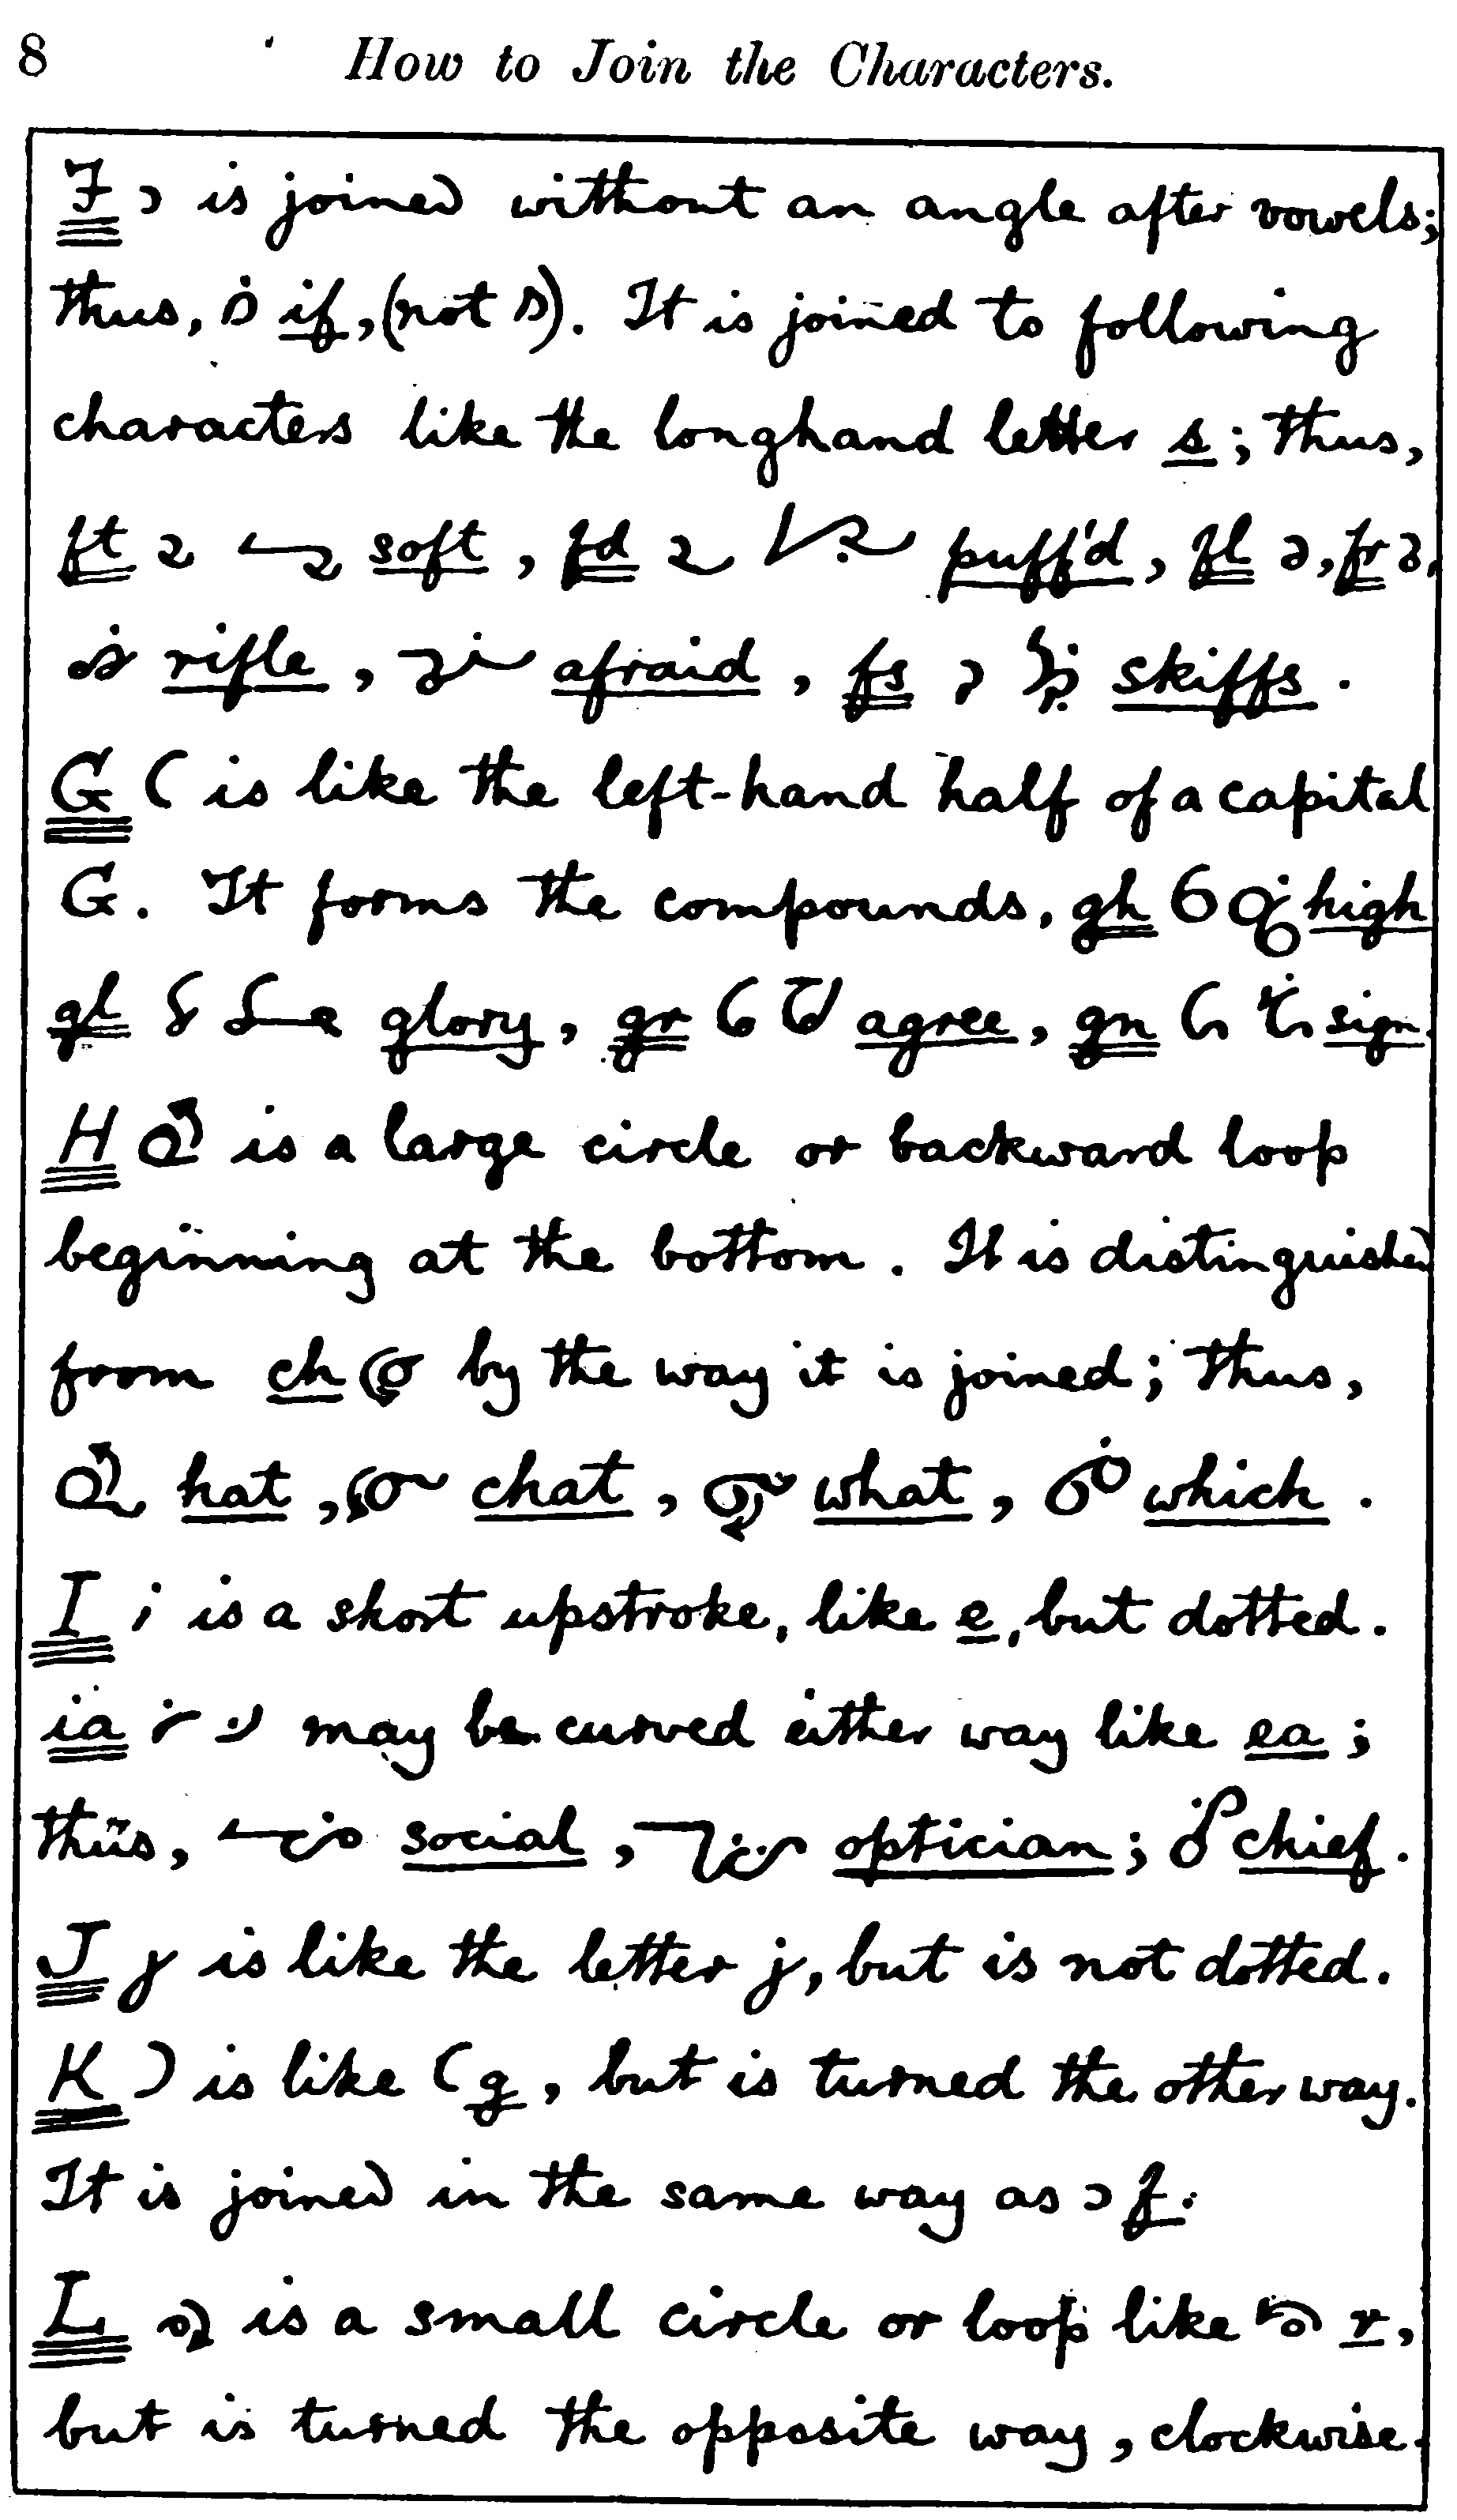 8 How to Join the Characters.
F is joined without an angle after vowels;
thus, if, (not ). It is joined to following
characters like the longhand letter s; thus,
ft soft, fd puff'd, fl , fr ,
rifle, afraid, fs skiffs.
G ( is like the left-hand half of a capital
G. It forms the compounds, gh high
gl glory, gr agree, gn sign.
H is a large circle or backward loop
beginning at the bottom. It is distinguished
from ch by the way it is joined; thus,
hat, chat, what, which.
I is a short upstroke, like e, but dotted.
ia may be curved either way like ea;
thus, social, optician; chief.
J is like the letter j, but is not dotted.
K ) is like ( g, but is turned the other way.
It is joined in the same way as f.
L is a small circle or loop like r,
but is turned the opposite way, clockwise.